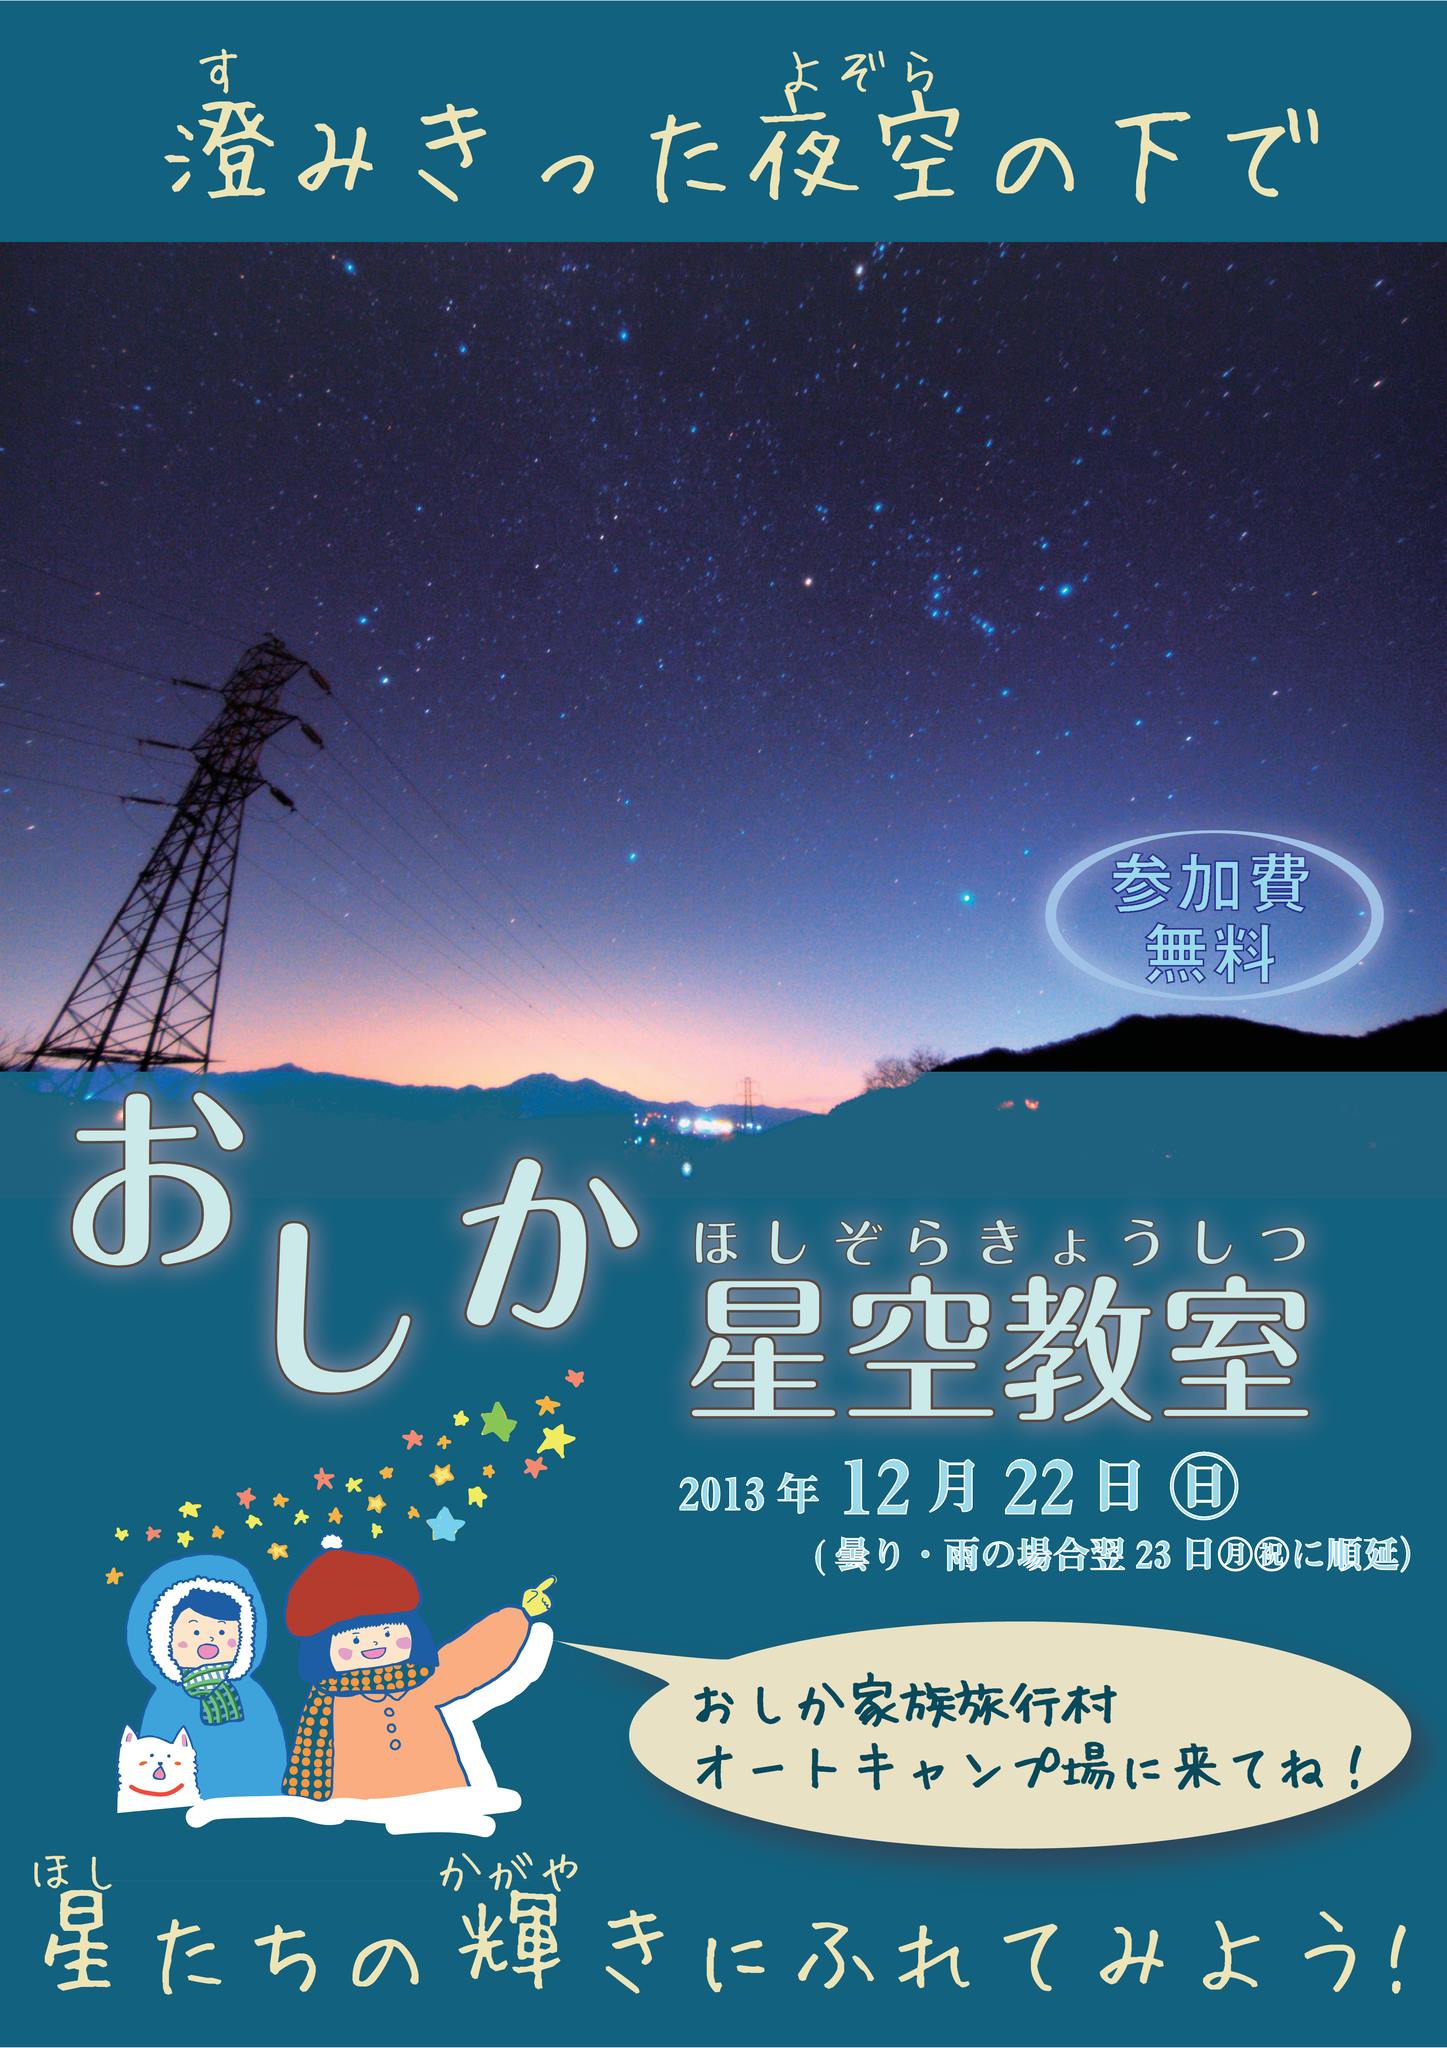 す よぞら
澄みきった夜空の下で
参加費
無料
おしか
ほしぞらきょうしつ
星空教室
2013年 12月22日㊐
(曇り・雨の場合翌23日㊊㊗に順延)
おしか家族旅行村
オートキャンプ場に来てね！
ほし かがや
星たちの輝きにふれてみよう!